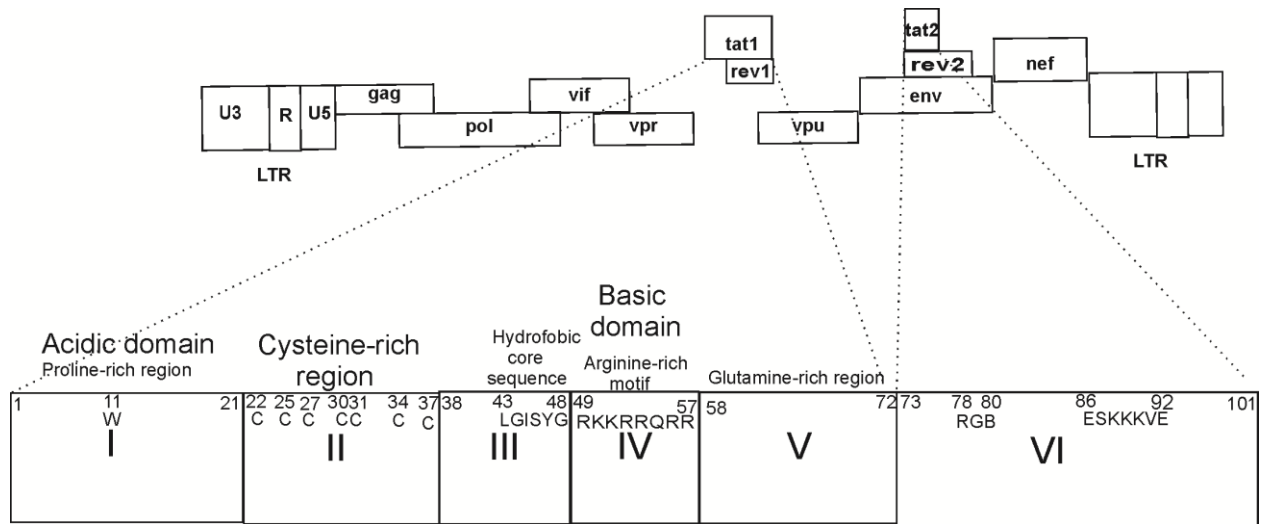 tat1
tat2
rev1
rev2
nef
gag
vif
env
U3
R
U5
pol
vpr
vpu
LTR
LTR
Acidic domain
Proline-rich region
Cysteine-rich
region
Hydrofobic
core
sequence
Basic
domain
Arginine-rich
motif
Glutamine-rich region
1 11 21 22 25 27 3031 34 37 38 43 48 49 57 58 72 73 78 80 86 92 101
W C C C CC C C LGISYG RKKRRQRR RGB ESKKKVE
I II III IV V VI